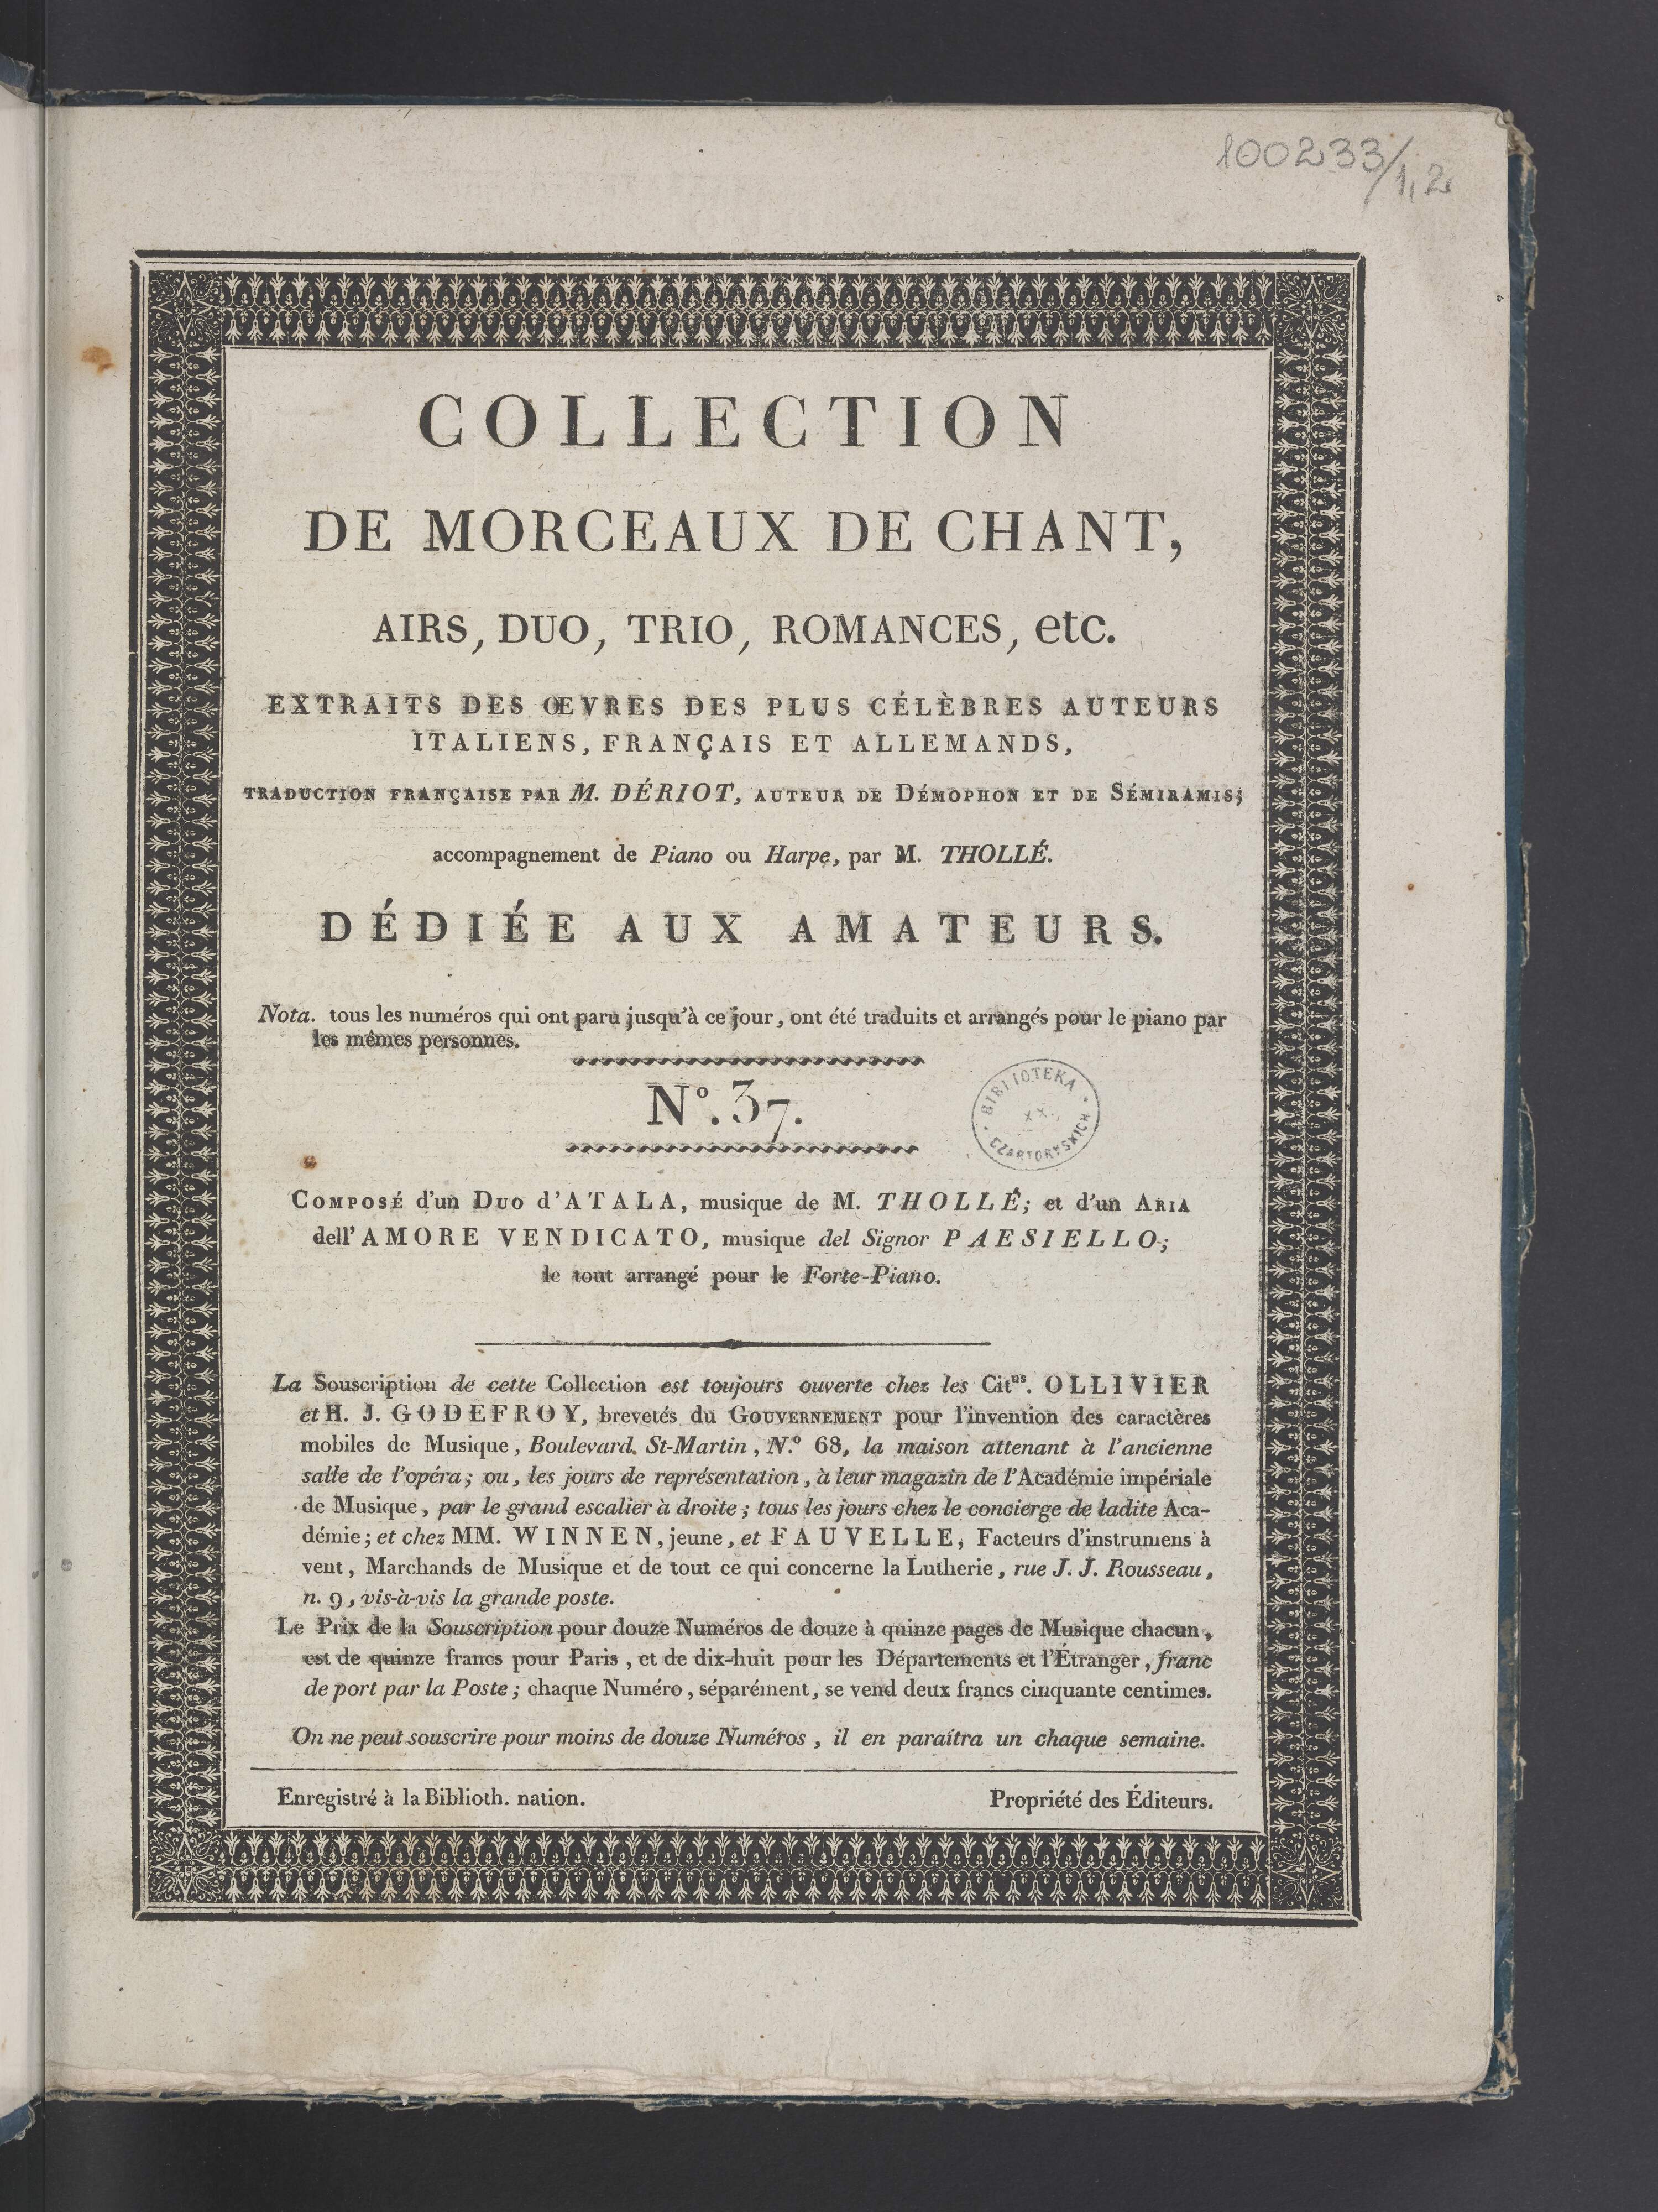 100233/1,2
COLLECTION
DE MORCEAUX DE CHANT,
AIRS, DUO, TRIO, ROMANCES, etc.
EXTRAITS DES ŒVRES DES PLUS CÉLÈBRES AUTEURS
ITALIENS, FRANÇAIS ET ALLEMANDS,
TRADUCTION FRANÇAISE PAR M. DÉRIOT, AUTEUR DE DÉMOPHON ET DE SÉMIRAMIS;
accompagnement de Piano ou Harpe, par M. THOLLÉ.
DÉDIÉE AUX AMATEURS.
Nota. tous les numéros qui ont paru jusqu'à ce jour, ont été traduits et arrangés pour le piano par
les mêmes personnes.
Nº. 37.
BIBLIOTEKA XX. CZARTORYSKICH
COMPOSÉ d'un DUO d'ATALA, musique de M. THOLLÉ; et d'un ARIA
dell' AMORE VENDICATO, musique del Signor PAESIELLO;
le tout arrangé pour le Forte-Piano.
La Souscription de cette Collection est toujours ouverte chez les Citns. OLLIVIER
et H. J. GODEFROY, brevetés du GOUVERNEMENT pour l'invention des caractères
mobiles de Musique, Boulevard St-Martin, N.º 68, la maison attenant à l'ancienne
salle de l'opéra; ou, les jours de représentation, à leur magazin de l'Académie impériale
de Musique, par le grand escalier à droite; tous les jours chez le concierge de ladite Aca-
démie; et chez MM. WINNEN, jeune, et FAUVELLE, Facteurs d'instrumens à
vent, Marchands de Musique et de tout ce qui concerne la Lutherie, rue J. J. Rousseau,
n. 9, vis-à-vis la grande poste.
Le Prix de la Souscription pour douze Numéros de douze à quinze pages de Musique chacun,
est de quinze francs pour Paris, et de dix-huit pour les Départements et l'Étranger, franc
de port par la Poste; chaque Numéro, séparément, se vend deux francs cinquante centimes.
On ne peut souscrire pour moins de douze Numéros, il en paraîtra un chaque semaine.
Enregistré à la Biblioth. nation.
Propriété des Éditeurs.